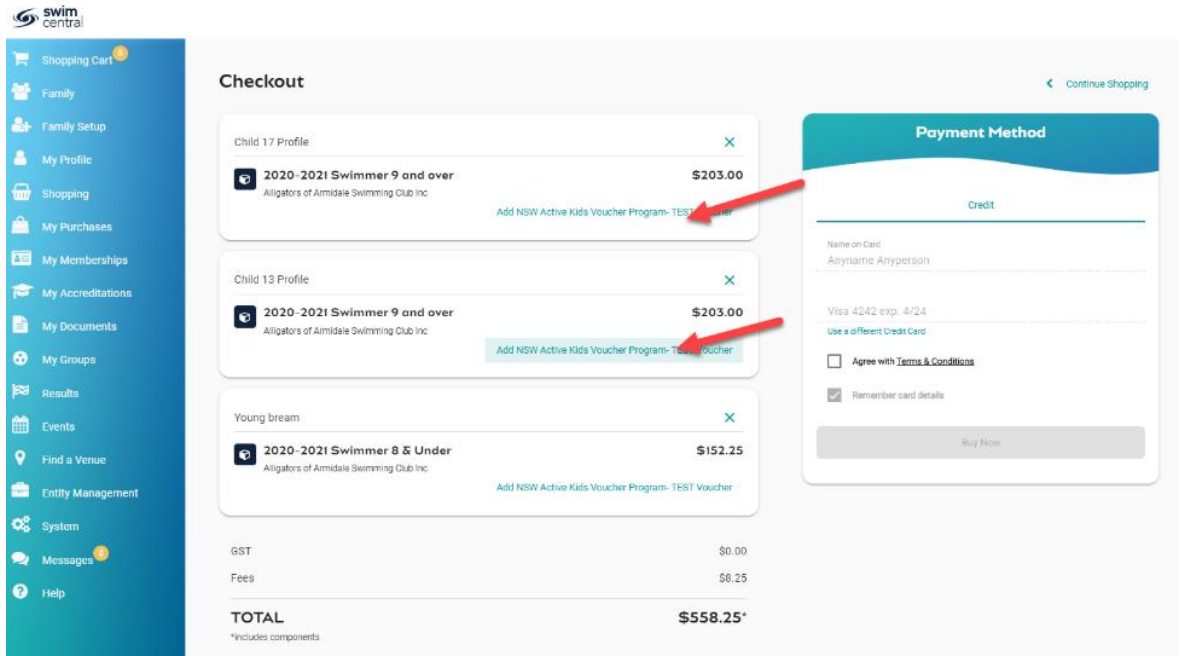 swim
central
Shopping Cart
Family
Family Setup
My Profile
Shopping
My Purchases
My Memberships
My Accreditations
My Documents
My Groups
Results
Events
Find a Venue
Entity Management
System
Messages 2
Help
Checkout
Continue Shopping
Child 17 Profile
2020-2021 Swimmer 9 and over $203.00
Alligators of Armidale Swimming Club Inc
Add NSW Active Kids Voucher Program- TEST
Child 13 Profile
2020-2021 Swimmer 9 and over $203.00
Alligators of Armidale Swimming Club Inc
Add NSW Active Kids Voucher Program- Voucher
Young bream
2020-2021 Swimmer 8 & Under $152.25
Alligators of Armidale Swimming Club Inc
Add NSW Active Kids Voucher Program- TEST Voucher
GST $0.00
Fees $8.25
TOTAL $558.25*
*includes components
Payment Method
Credit
Name on Card
Anyname Anyperson
Visa 4242 exp. 4/24
Use a different Credit Card
Agree with Terms & Conditions
Remember card details
Buy Now